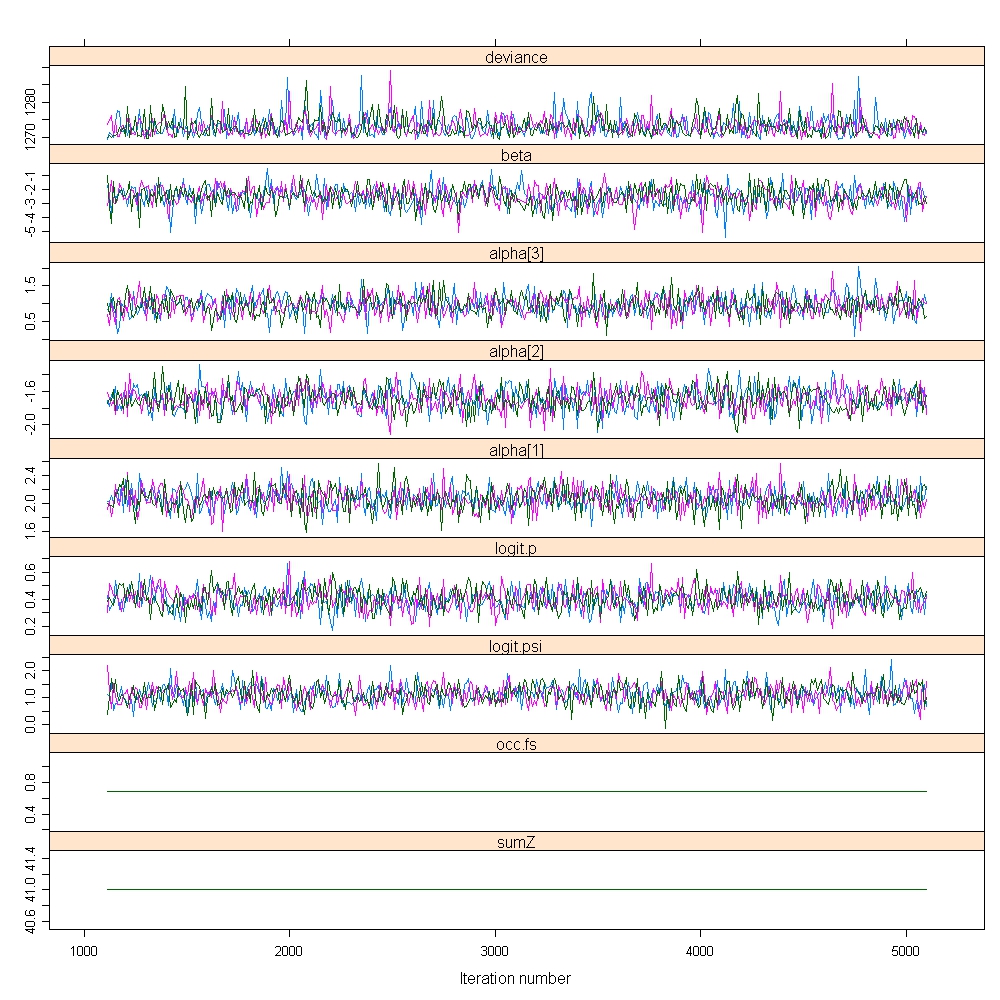 deviance
1270 1280
beta
-5 -4 -3 -2 -1
alpha[3]
0.5 1.5
alpha[2]
-2.0 -1.6
alpha[1]
1.6 2.0 2.4
logit.p
0.2 0.4 0.6
logit.psi
0.0 1.0 2.0
occ.fs
0.4 0.8
sumZ
40.6 41.0 41.4
1000 2000 3000 4000 5000
Iteration number